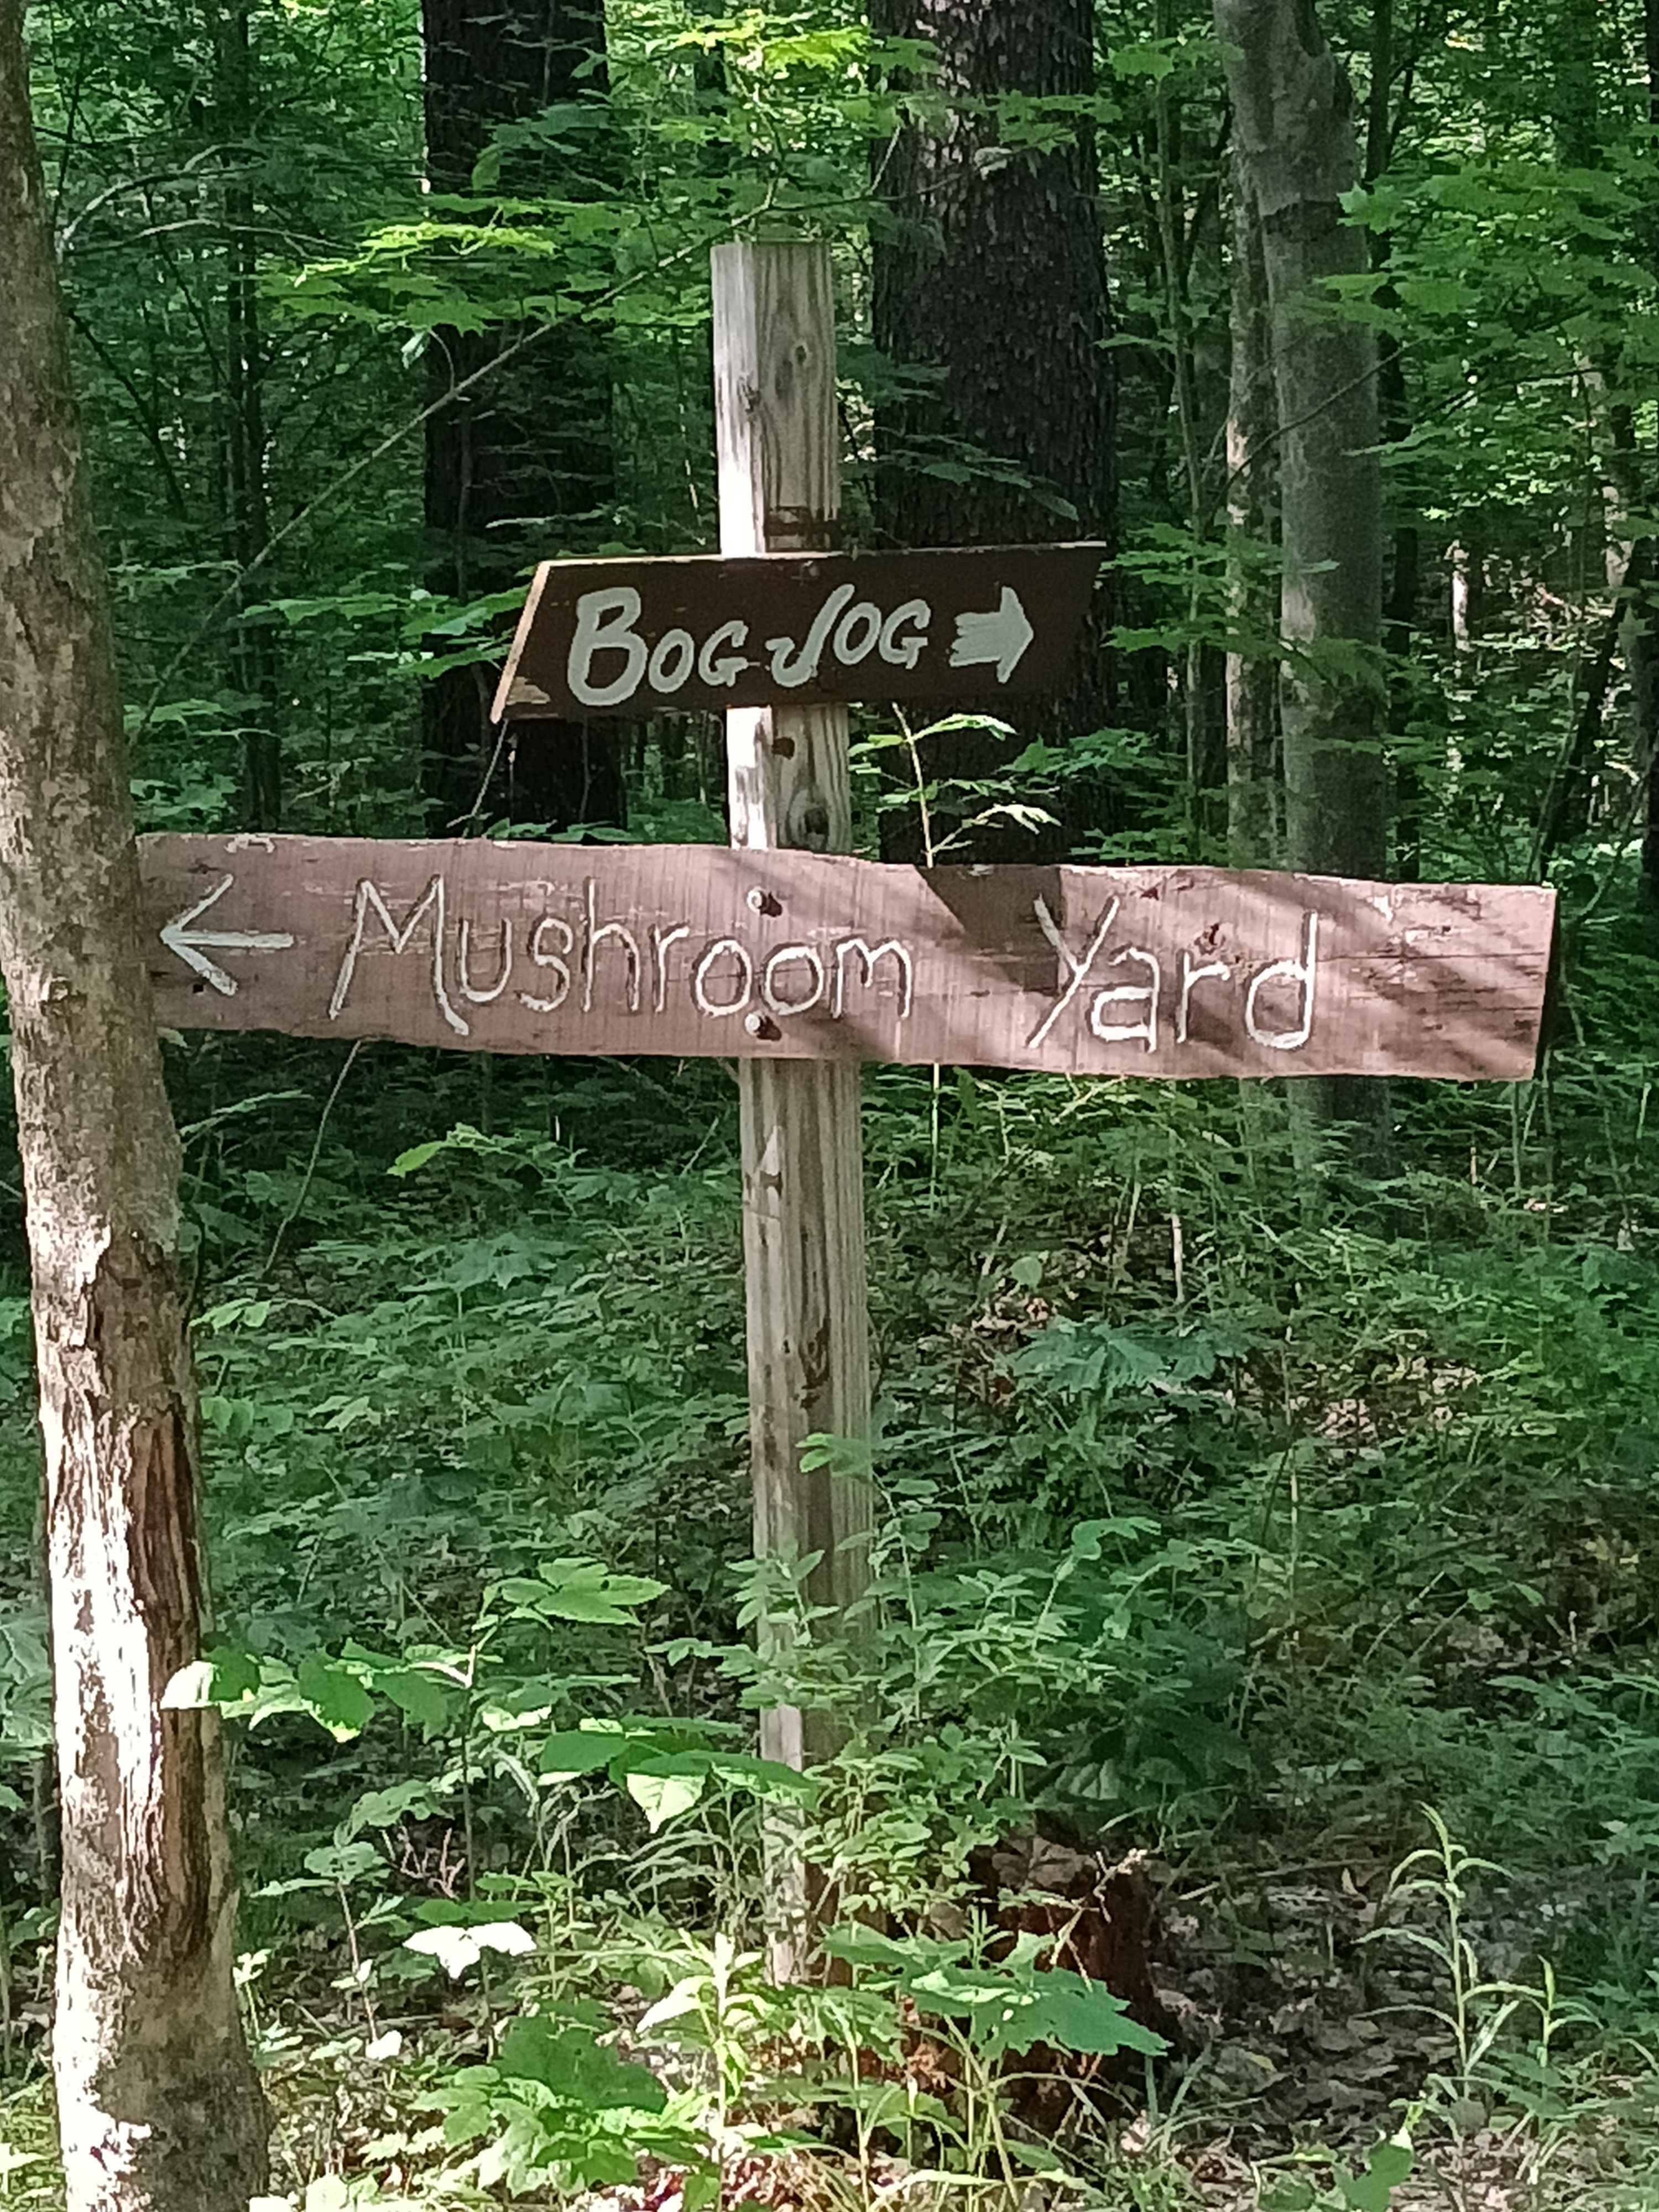 BOG JOG →
← Mushroom Yard